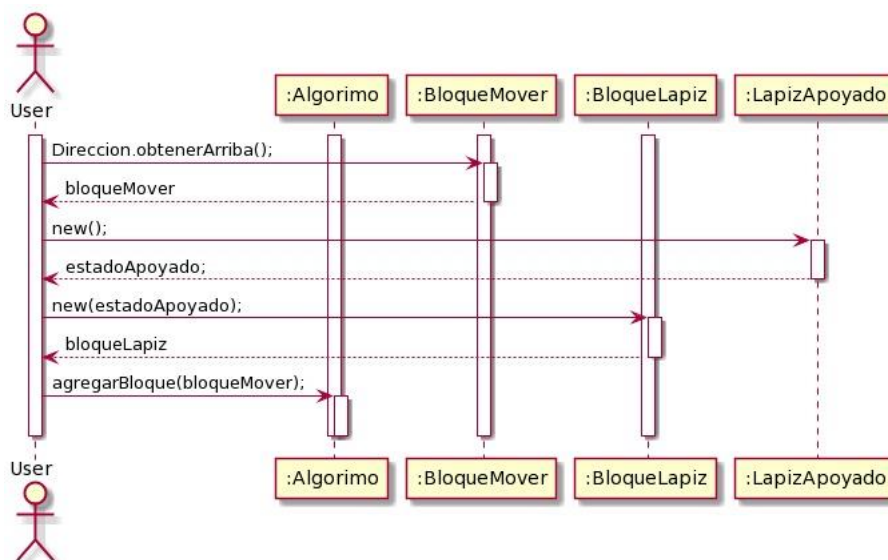 User
:Algorimo
:BloqueMover
:BloqueLapiz
:LapizApoyado
Direccion.obtenerArriba();
bloqueMover
new();
estadoApoyado;
new(estadoApoyado);
bloqueLapiz
agregarBloque(bloqueMover);
User
:Algorimo
:BloqueMover
:BloqueLapiz
:LapizApoyado